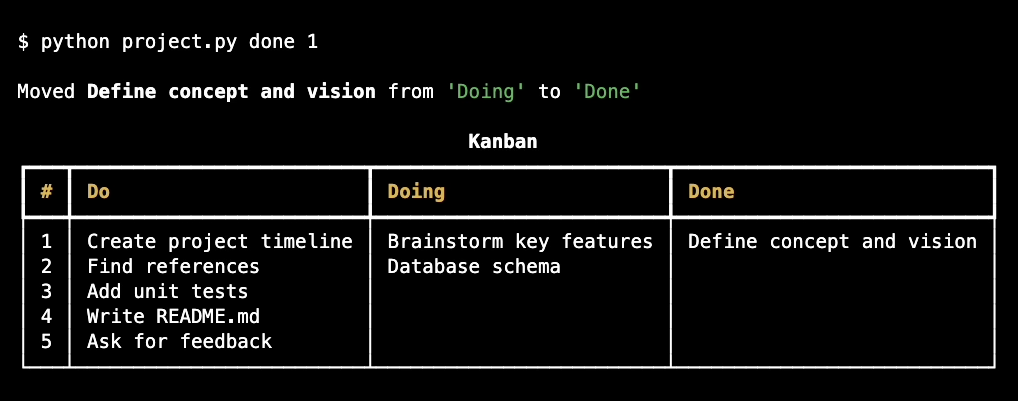 $ python project.py done 1
Moved Define concept and vision from 'Doing' to 'Done'
Kanban
# Do Doing Done
1 Create project timeline Brainstorm key features Define concept and vision
2 Find references Database schema
3 Add unit tests
4 Write README.md
5 Ask for feedback